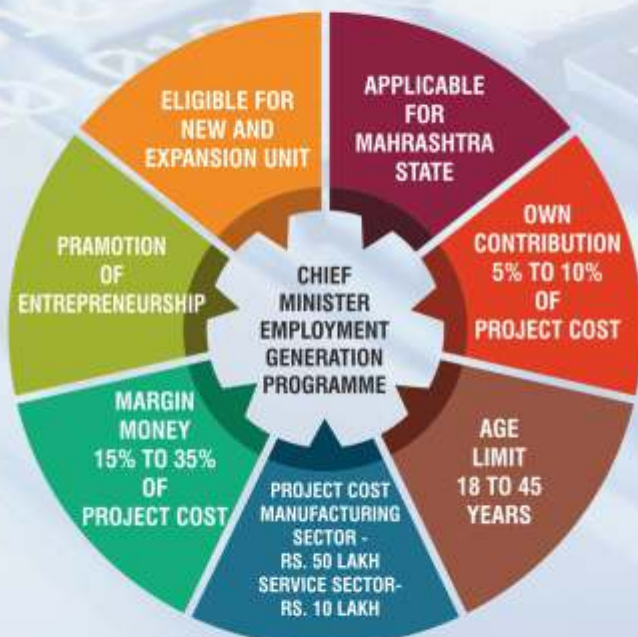 CHIEF
MINISTER
EMPLOYMENT
GENERATION
PROGRAMME
APPLICABLE
FOR
MAHRASHTRA
STATE
OWN
CONTRIBUTION
5% TO 10%
OF
PROJECT COST
AGE
LIMIT
18 TO 45
YEARS
PROJECT COST
MANUFACTURING
SECTOR -
RS. 50 LAKH
SERVICE SECTOR-
RS. 10 LAKH
MARGIN
MONEY
15% TO 35%
OF
PROJECT COST
PRAMOTION
OF
ENTREPRENEURSHIP
ELIGIBLE FOR
NEW AND
EXPANSION UNIT